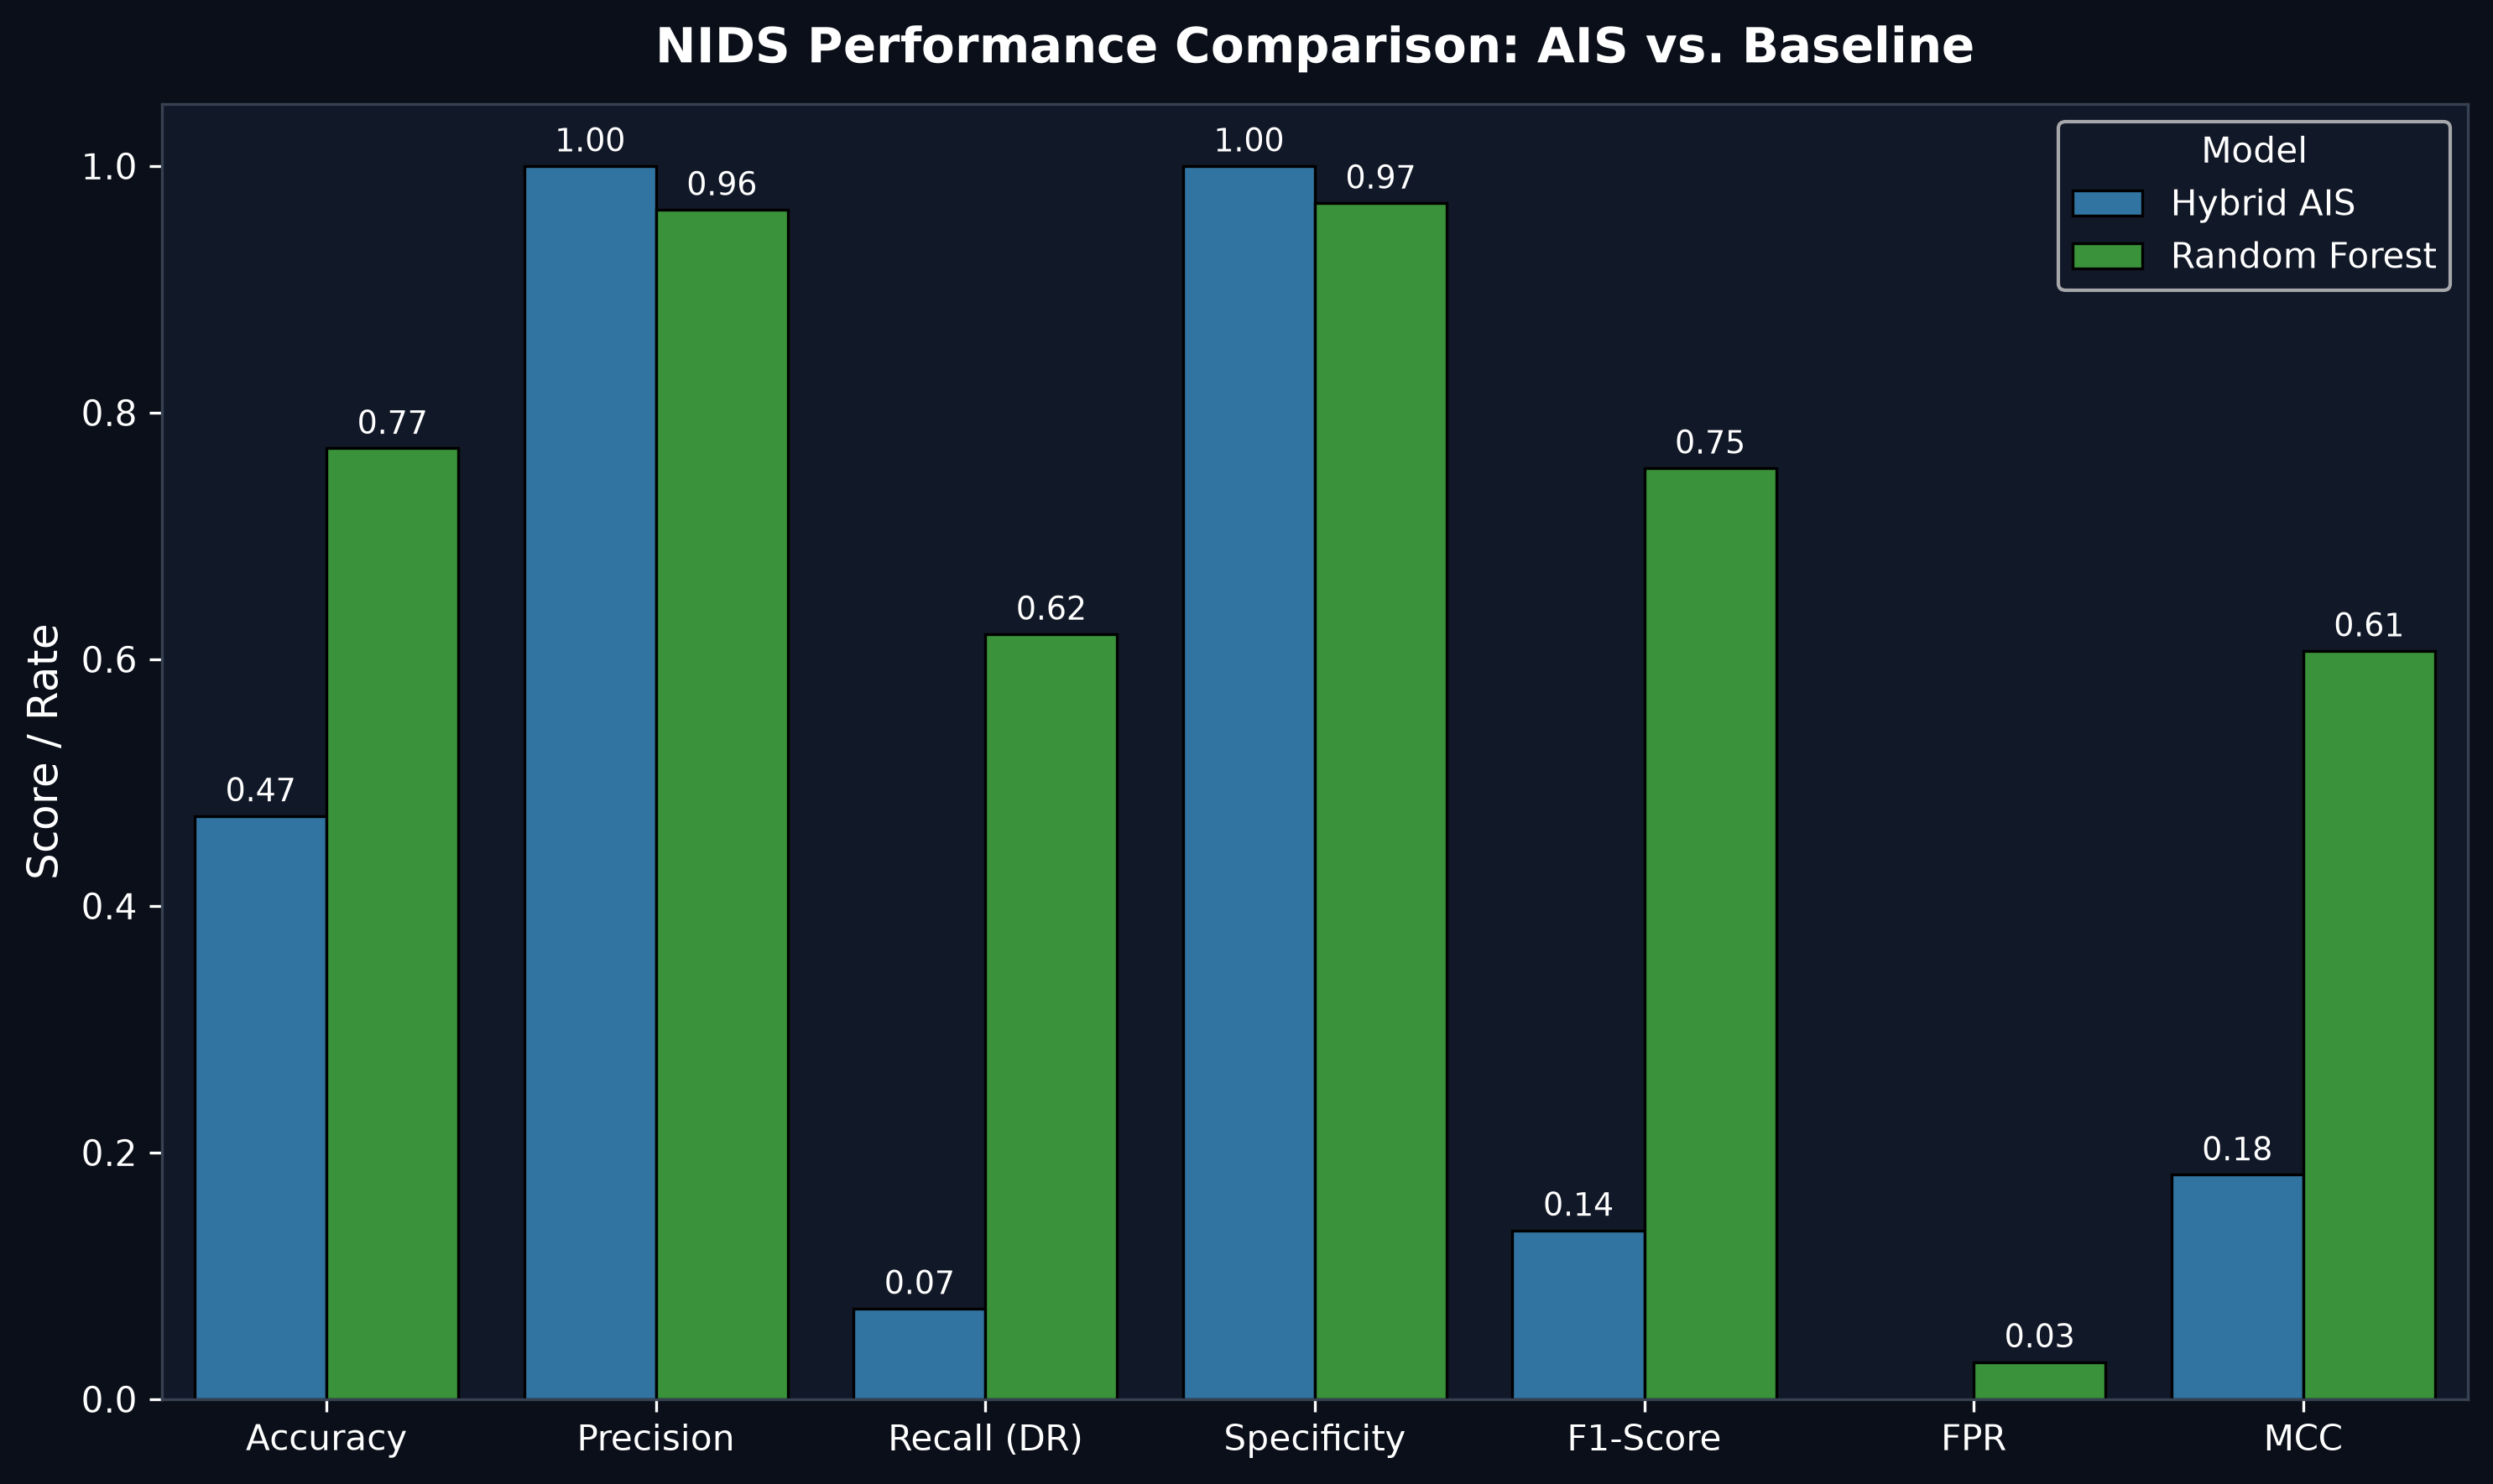 NIDS Performance Comparison: AIS vs. Baseline
Model
Hybrid AIS
Random Forest
Score / Rate
1.0
0.8
0.6
0.4
0.2
0.0
0.47
0.77
1.00
0.96
0.07
0.62
1.00
0.97
0.14
0.75
0.03
0.18
0.61
Accuracy
Precision
Recall (DR)
Specificity
F1-Score
FPR
MCC